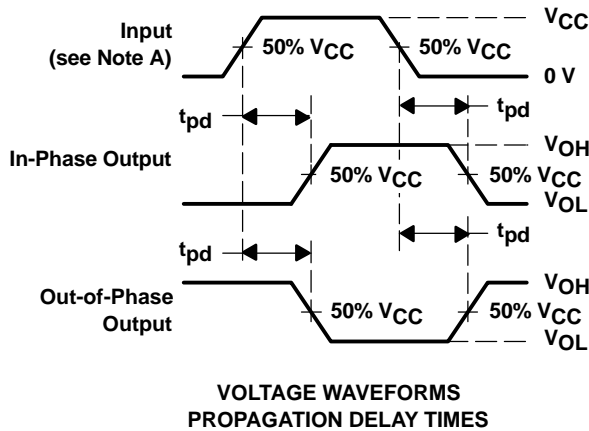 VCC
Input
(see Note A)
50% VCC
50% VCC
0 V
tpd
tpd
VOH
In-Phase Output
50% VCC
50% VCC
VOL
tpd
tpd
VOH
Out-of-Phase
Output
50% VCC
50% VCC
VOL
VOLTAGE WAVEFORMS
PROPAGATION DELAY TIMES